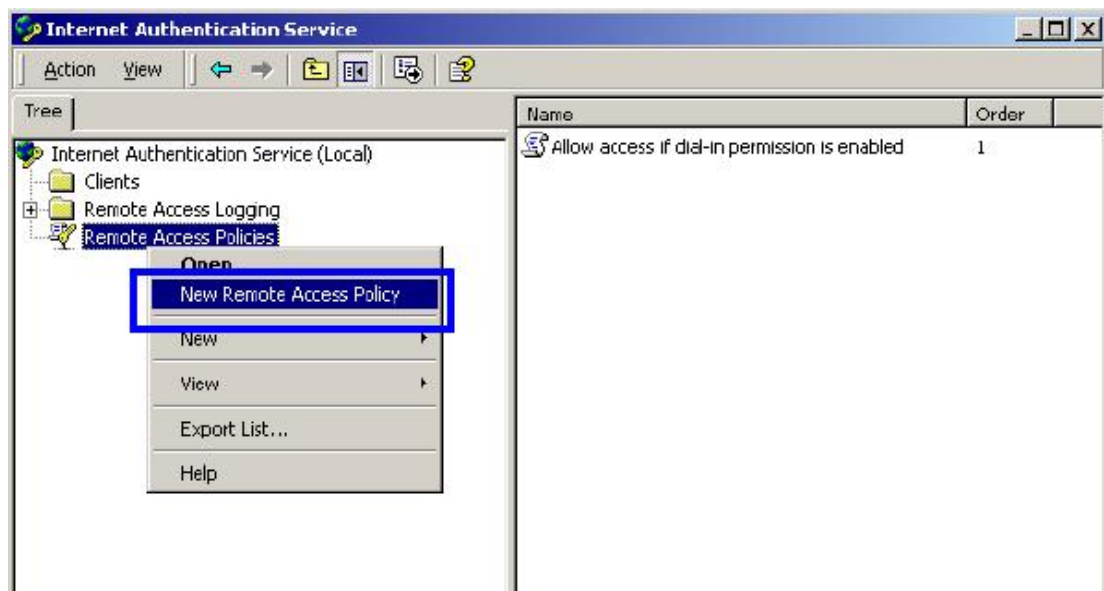 Internet Authentication Service
Action View
Tree
Name Order
Internet Authentication Service (Local)
Allow access if dial-in permission is enabled 1
Clients
Remote Access Logging
Remote Access Policies
Open
New Remote Access Policy
New
View
Export List...
Help